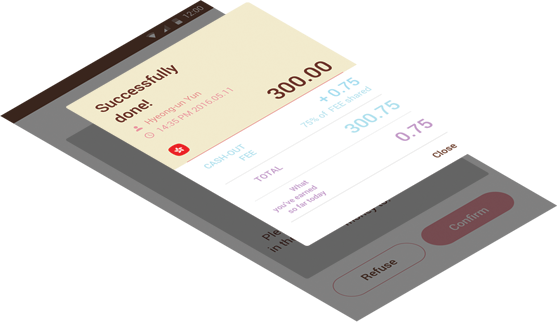 12:00
Successfully
done!
Hyeong-un Yun
14:35 PM 2016.05.11
300.00
+ 0.75
75% of FEE-shared
CASH-OUT
FEE
300.75
TOTAL
0.75
What
you've earned
so far today
Close
in th
Refuse
Confirm